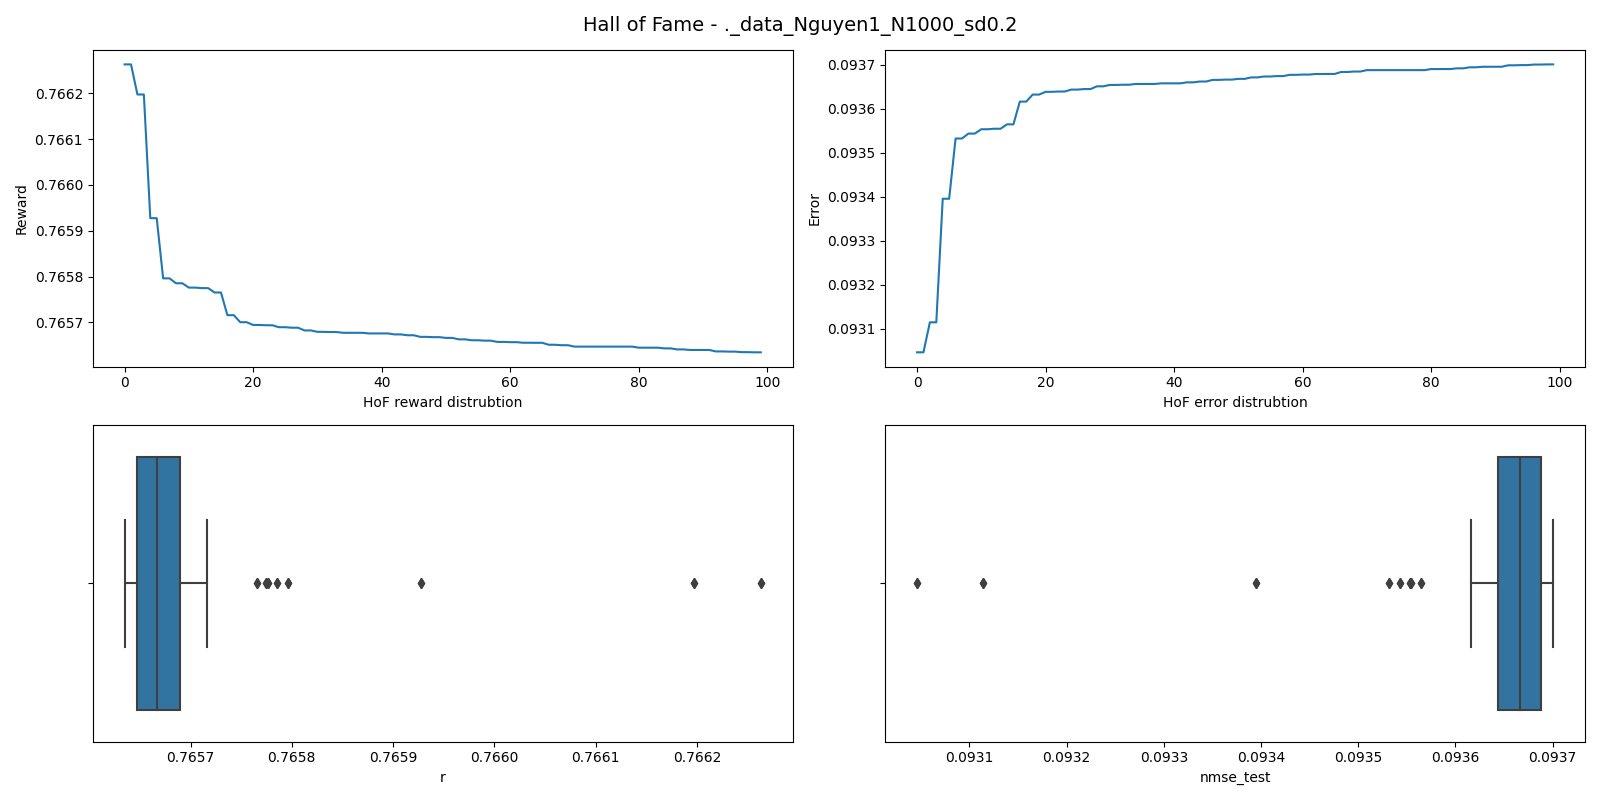 Hall of Fame - ._data_Nguyen1_N1000_sd0.2
Reward
0.7662
0.7661
0.7660
0.7659
0.7658
0.7657
0 20 40 60 80 100
HoF reward distrubtion
Error
0.0937
0.0936
0.0935
0.0934
0.0933
0.0932
0.0931
0 20 40 60 80 100
HoF error distrubtion
0.7657 0.7658 0.7659 0.7660 0.7661 0.7662
r
0.0931 0.0932 0.0933 0.0934 0.0935 0.0936 0.0937
nmse_test